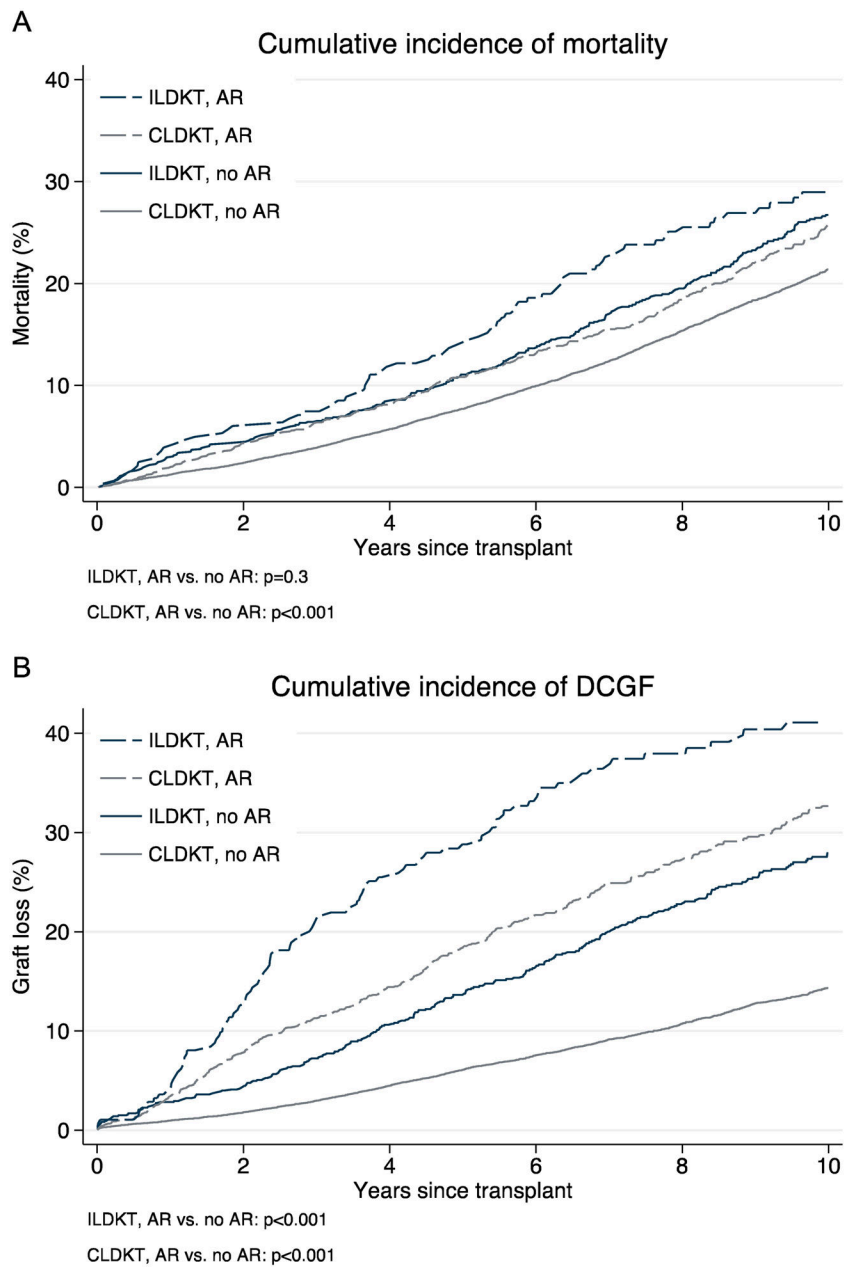 A
Cumulative incidence of mortality
40
30
20
10
0
Mortality (%)
ILDKT, AR
CLDKT, AR
ILDKT, no AR
CLDKT, no AR
0 2 4 6 8 10
Years since transplant
ILDKT, AR vs. no AR: p=0.3
CLDKT, AR vs. no AR: p<0.001
B
Cumulative incidence of DCGF
40
30
20
10
0
Graft loss (%)
ILDKT, AR
CLDKT, AR
ILDKT, no AR
CLDKT, no AR
0 2 4 6 8 10
Years since transplant
ILDKT, AR vs. no AR: p<0.001
CLDKT, AR vs. no AR: p<0.001